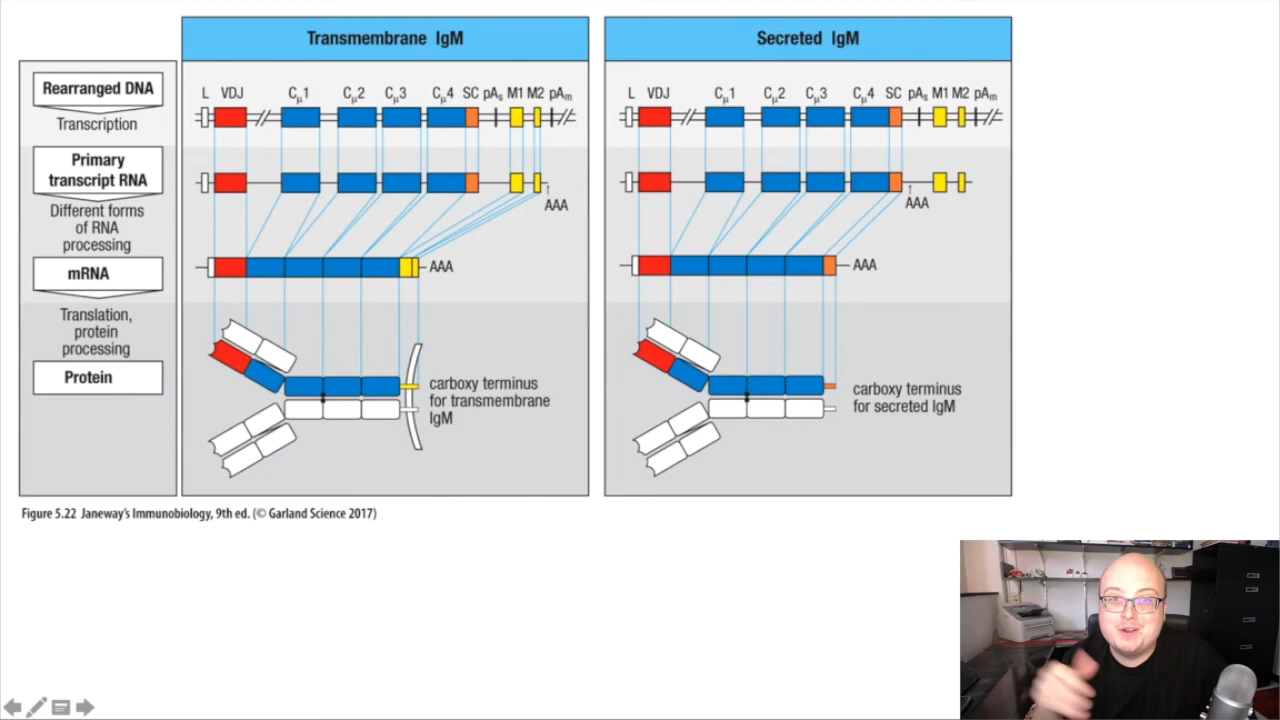 Transmembrane IgM
Secreted IgM
Rearranged DNA
Transcription
Primary
transcript RNA
Different forms
of RNA
processing
mRNA
Translation,
protein
processing
Protein
L VDJ Cμ1 Cμ2 Cμ3 Cμ4 SC pAs M1 M2 pAm
AAA
AAA
carboxy terminus
for transmembrane
IgM
L VDJ Cμ1 Cμ2 Cμ3 Cμ4 SC pAs M1 M2 pAm
AAA
AAA
carboxy terminus
for secreted IgM
Figure 5.22 Janeway's Immunobiology, 9th ed. (© Garland Science 2017)